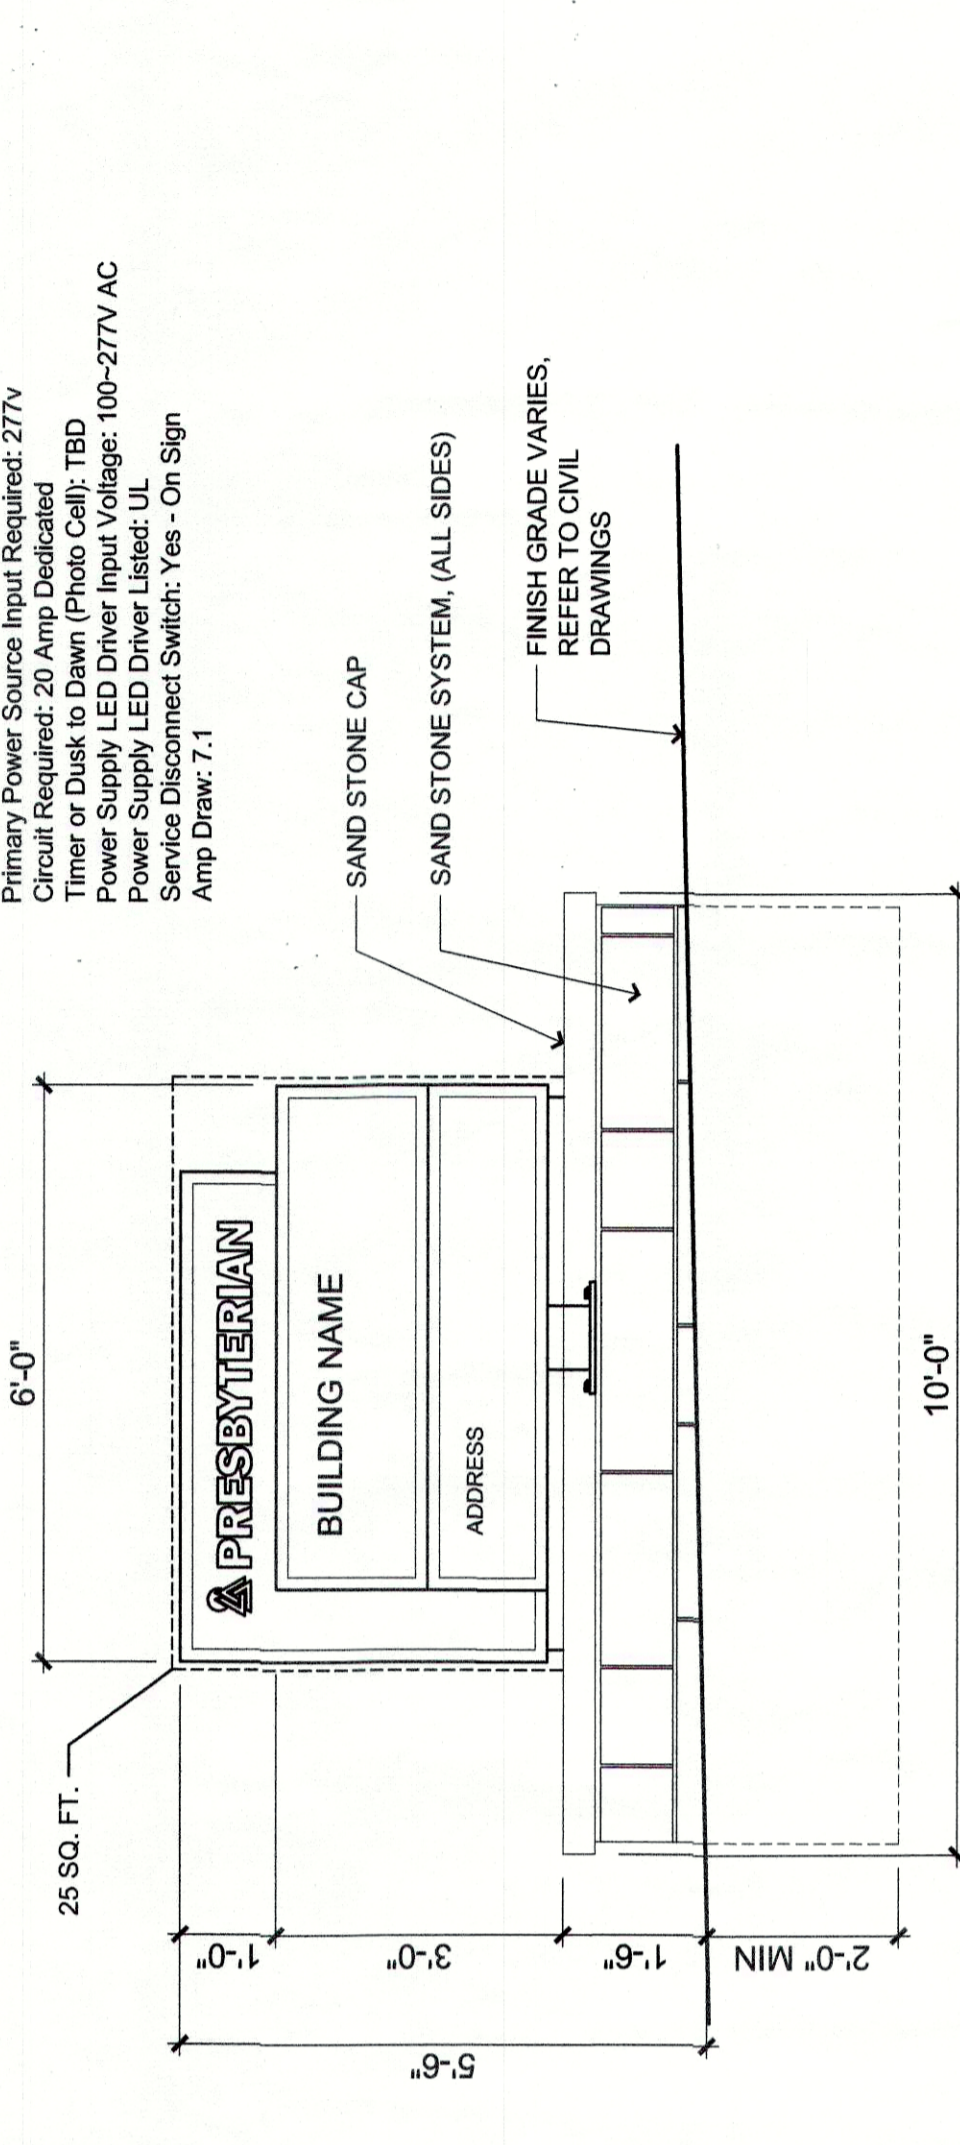 Primary Power Source Input Required: 277v
Circuit Required: 20 Amp Dedicated
Timer or Dusk to Dawn (Photo Cell): TBD
Power Supply LED Driver Input Voltage: 100~277V AC
Power Supply LED Driver Listed: UL
Service Disconnect Switch: Yes - On Sign
Amp Draw: 7.1
6'-0"
25 SQ. FT.
PRESBYTERIAN
BUILDING NAME
ADDRESS
SAND STONE CAP
SAND STONE SYSTEM, (ALL SIDES)
FINISH GRADE VARIES,
REFER TO CIVIL
DRAWINGS
1'-0"
3'-0"
1'-6"
2'-0" MIN
5'-6"
10'-0"